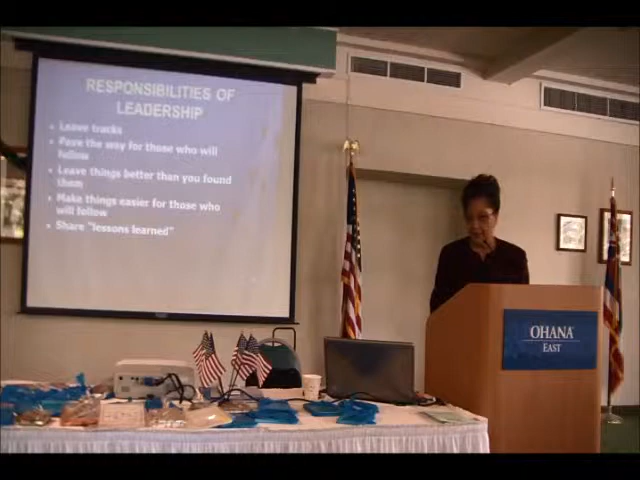 RESPONSIBILITIES OF
LEADERSHIP
• Leave tracks
• Pave the way for those who will
follow
• Leave things better than you found
them
• Make things easier for those who
will follow
• Share "lessons learned"
OHANA
EAST